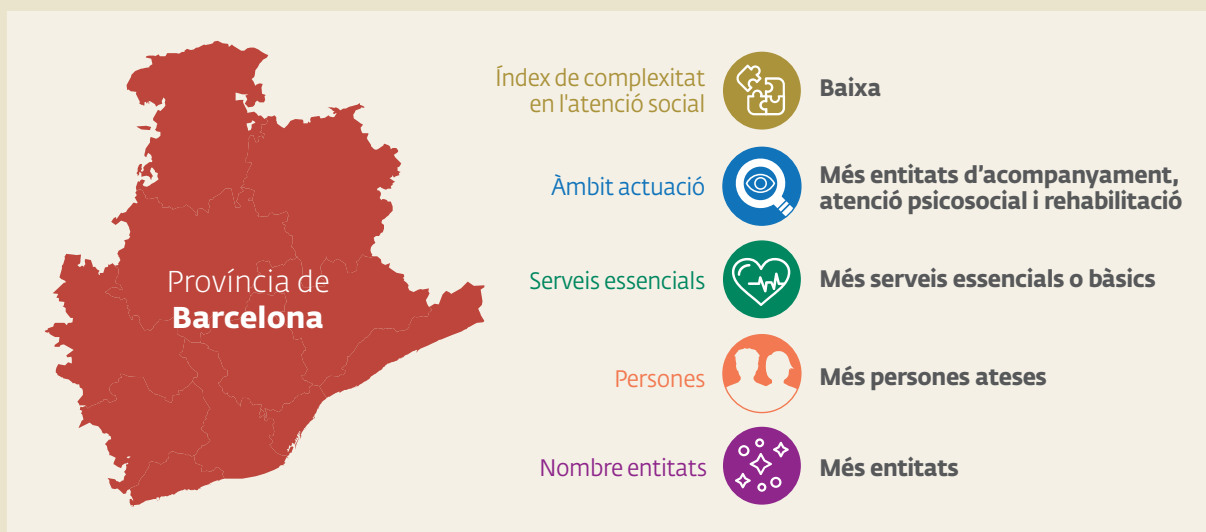 Província de
Barcelona
Índex de complexitat
en l'atenció social
Baixa
Àmbit actuació
Més entitats d’acompanyament,
atenció psicosocial i rehabilitació
Serveis essencials
Més serveis essencials o bàsics
Persones
Més persones ateses
Nombre entitats
Més entitats